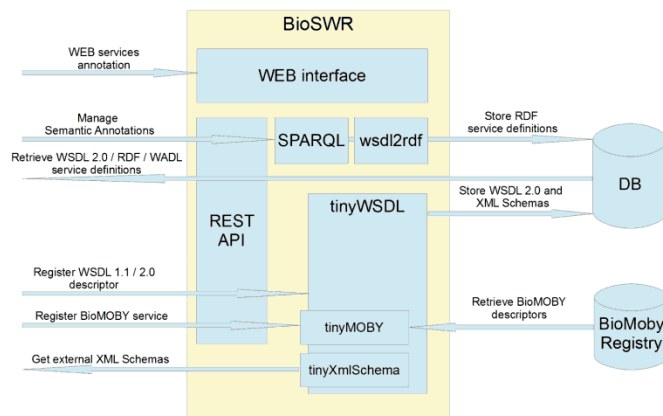 BioSWR
WEB services
annotation
WEB interface
Manage
Semantic Annotations
SPARQL
wsdl2rdf
Store RDF
service definitions
Retrieve WSDL 2.0 / RDF / WADL
service definitions
DB
REST
API
tinyWSDL
Store WSDL 2.0 and
XML Schemas
Register WSDL 1.1 / 2.0
descriptor
Register BioMOBY service
tinyMOBY
Retrieve BioMOBY
descriptors
BioMoby
Registry
Get external XML Schemas
tinyXmlSchema